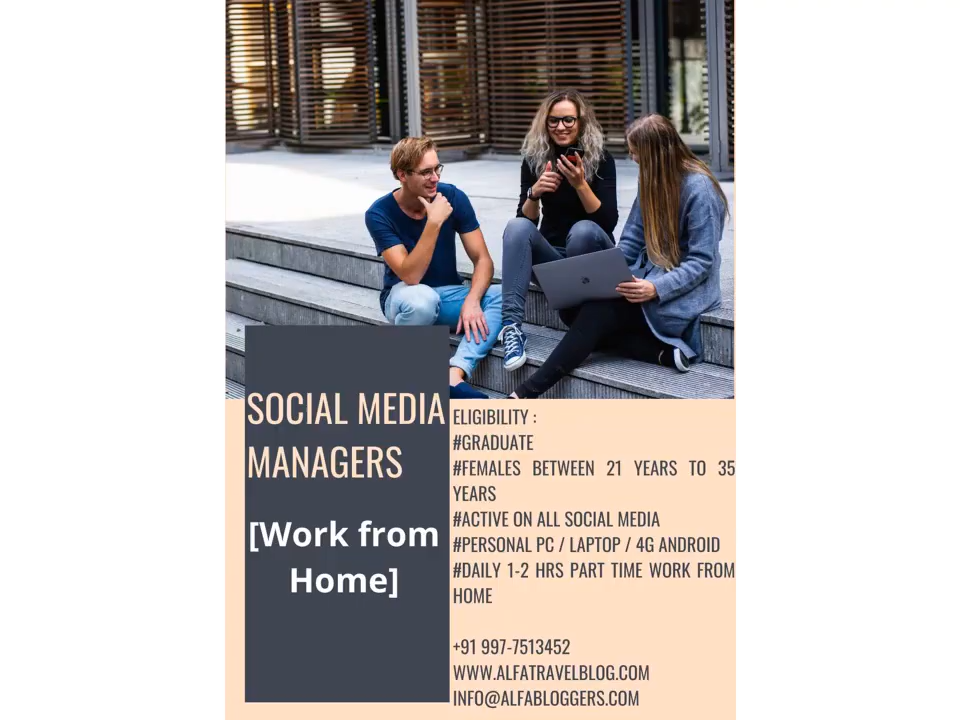 SOCIAL MEDIA
MANAGERS
[Work from
Home]
ELIGIBILITY :
#GRADUATE
#FEMALES BETWEEN 21 YEARS TO 35
YEARS
#ACTIVE ON ALL SOCIAL MEDIA
#PERSONAL PC / LAPTOP / 4G ANDROID
#DAILY 1-2 HRS PART TIME WORK FROM
HOME
+91 997-7513452
WWW.ALFATRAVELBLOG.COM
INFO@ALFABLOGGERS.COM